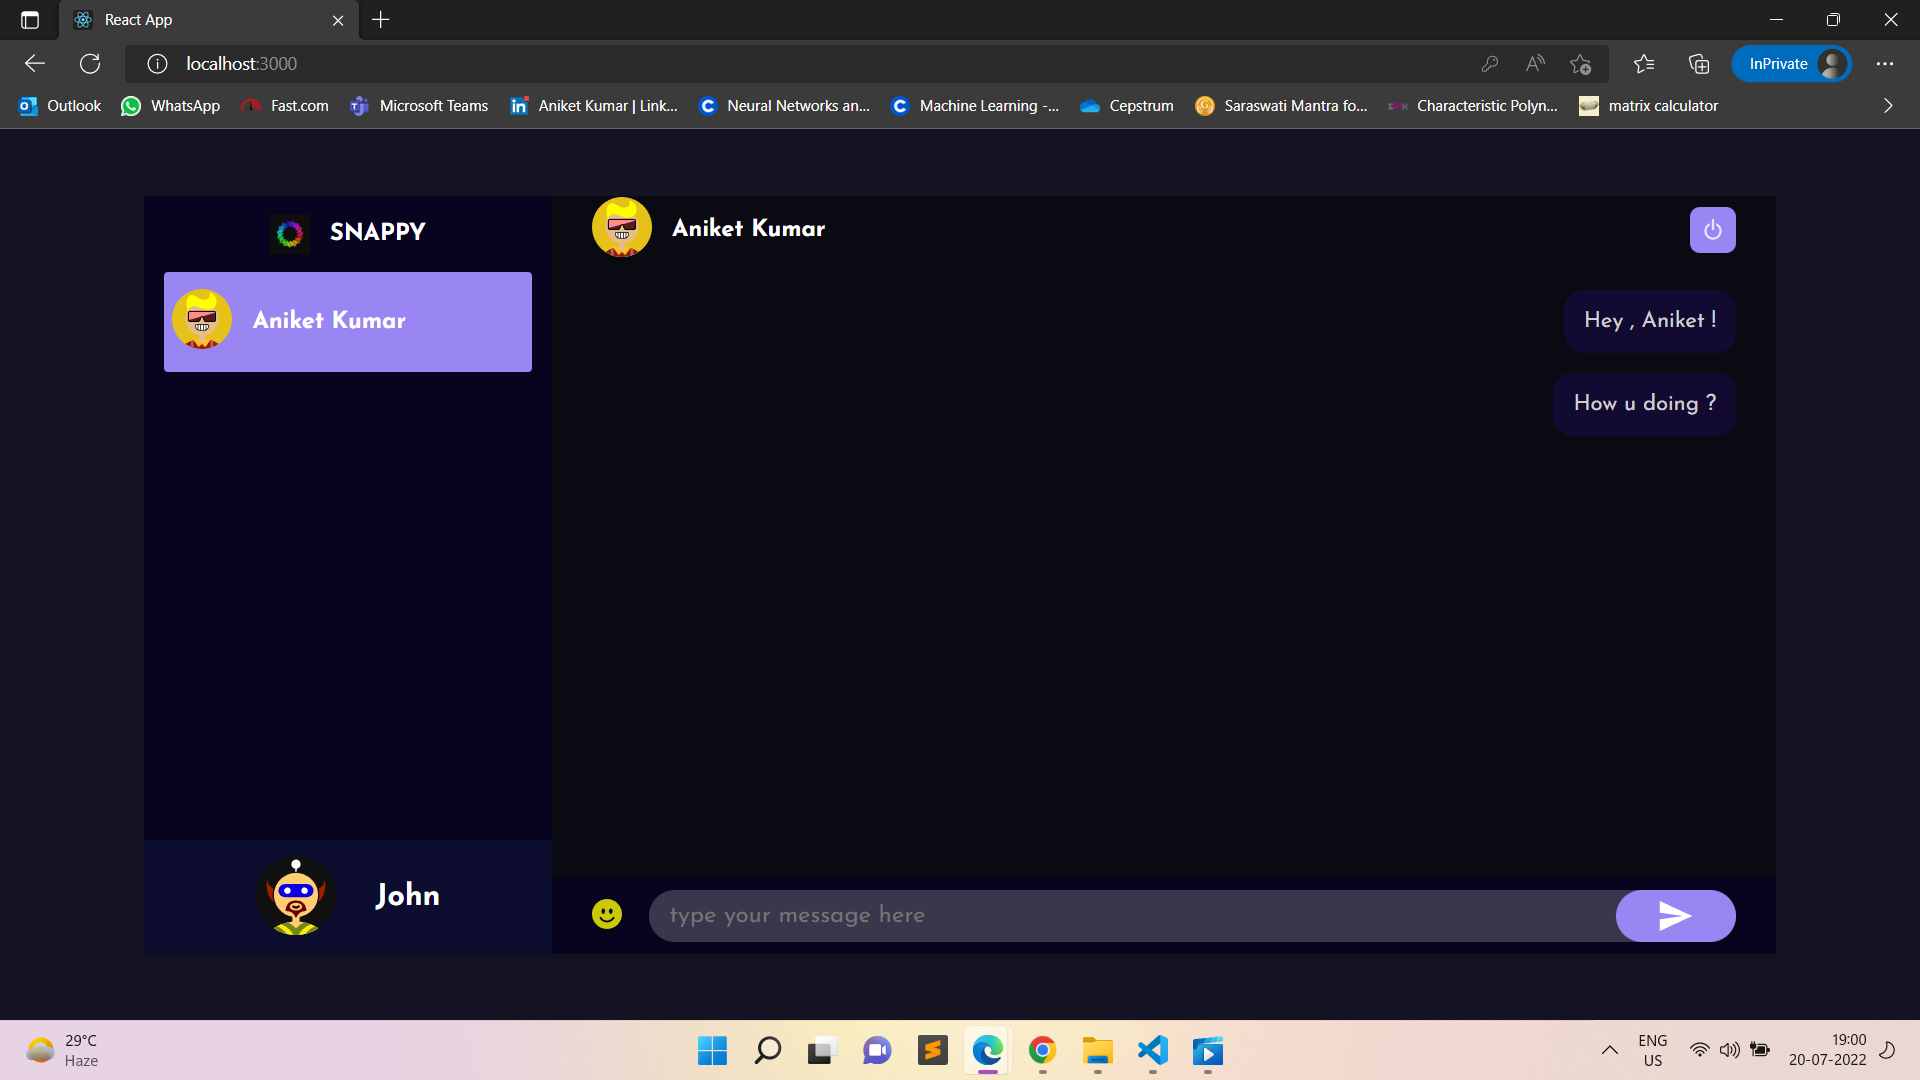 React App
localhost:3000
InPrivate
Outlook WhatsApp Fast.com Microsoft Teams Aniket Kumar | Link... Neural Networks an... Machine Learning -... Cepstrum Saraswati Mantra fo... Characteristic Polyn... matrix calculator
SNAPPY
Aniket Kumar
Aniket Kumar
Hey , Aniket !
How u doing ?
John
type your message here
29°C
Haze
ENG
US
19:00
20-07-2022